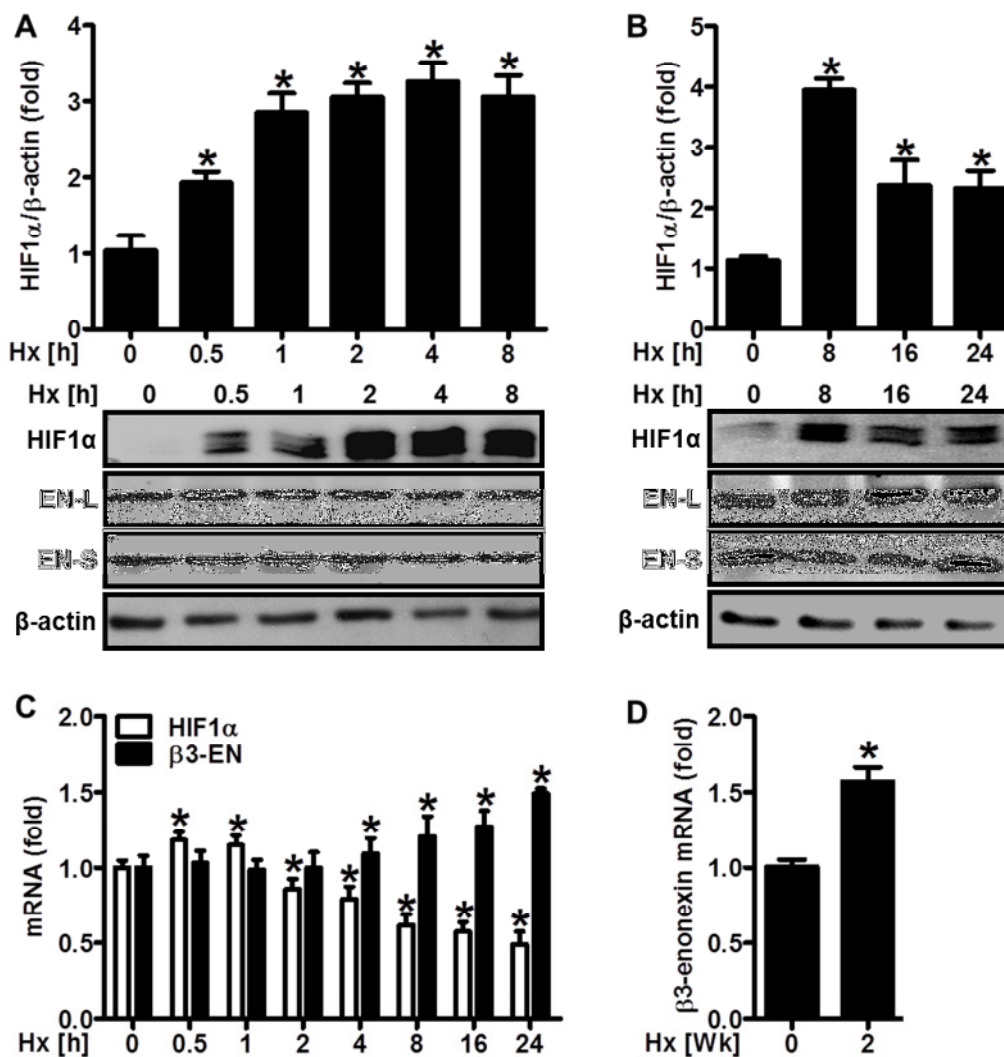 A
HIF1α/β-actin (fold)
4
3
2
1
0
* * * * *
Hx [h] 0 0.5 1 2 4 8
Hx [h] 0 0.5 1 2 4 8
HIF1α
EN-L
EN-S
β-actin
B
HIF1α/β-actin (fold)
5
4
3
2
1
0
* * *
Hx [h] 0 8 16 24
Hx [h] 0 8 16 24
HIF1α
EN-L
EN-S
β-actin
C
mRNA (fold)
2.0
1.5
1.0
0.5
0.0
HIF1α
β3-EN
* * * * * * * * * * *
Hx [h] 0 0.5 1 2 4 8 16 24
D
β3-enonexin mRNA (fold)
2.0
1.5
1.0
0.5
0.0
*
Hx [Wk] 0 2